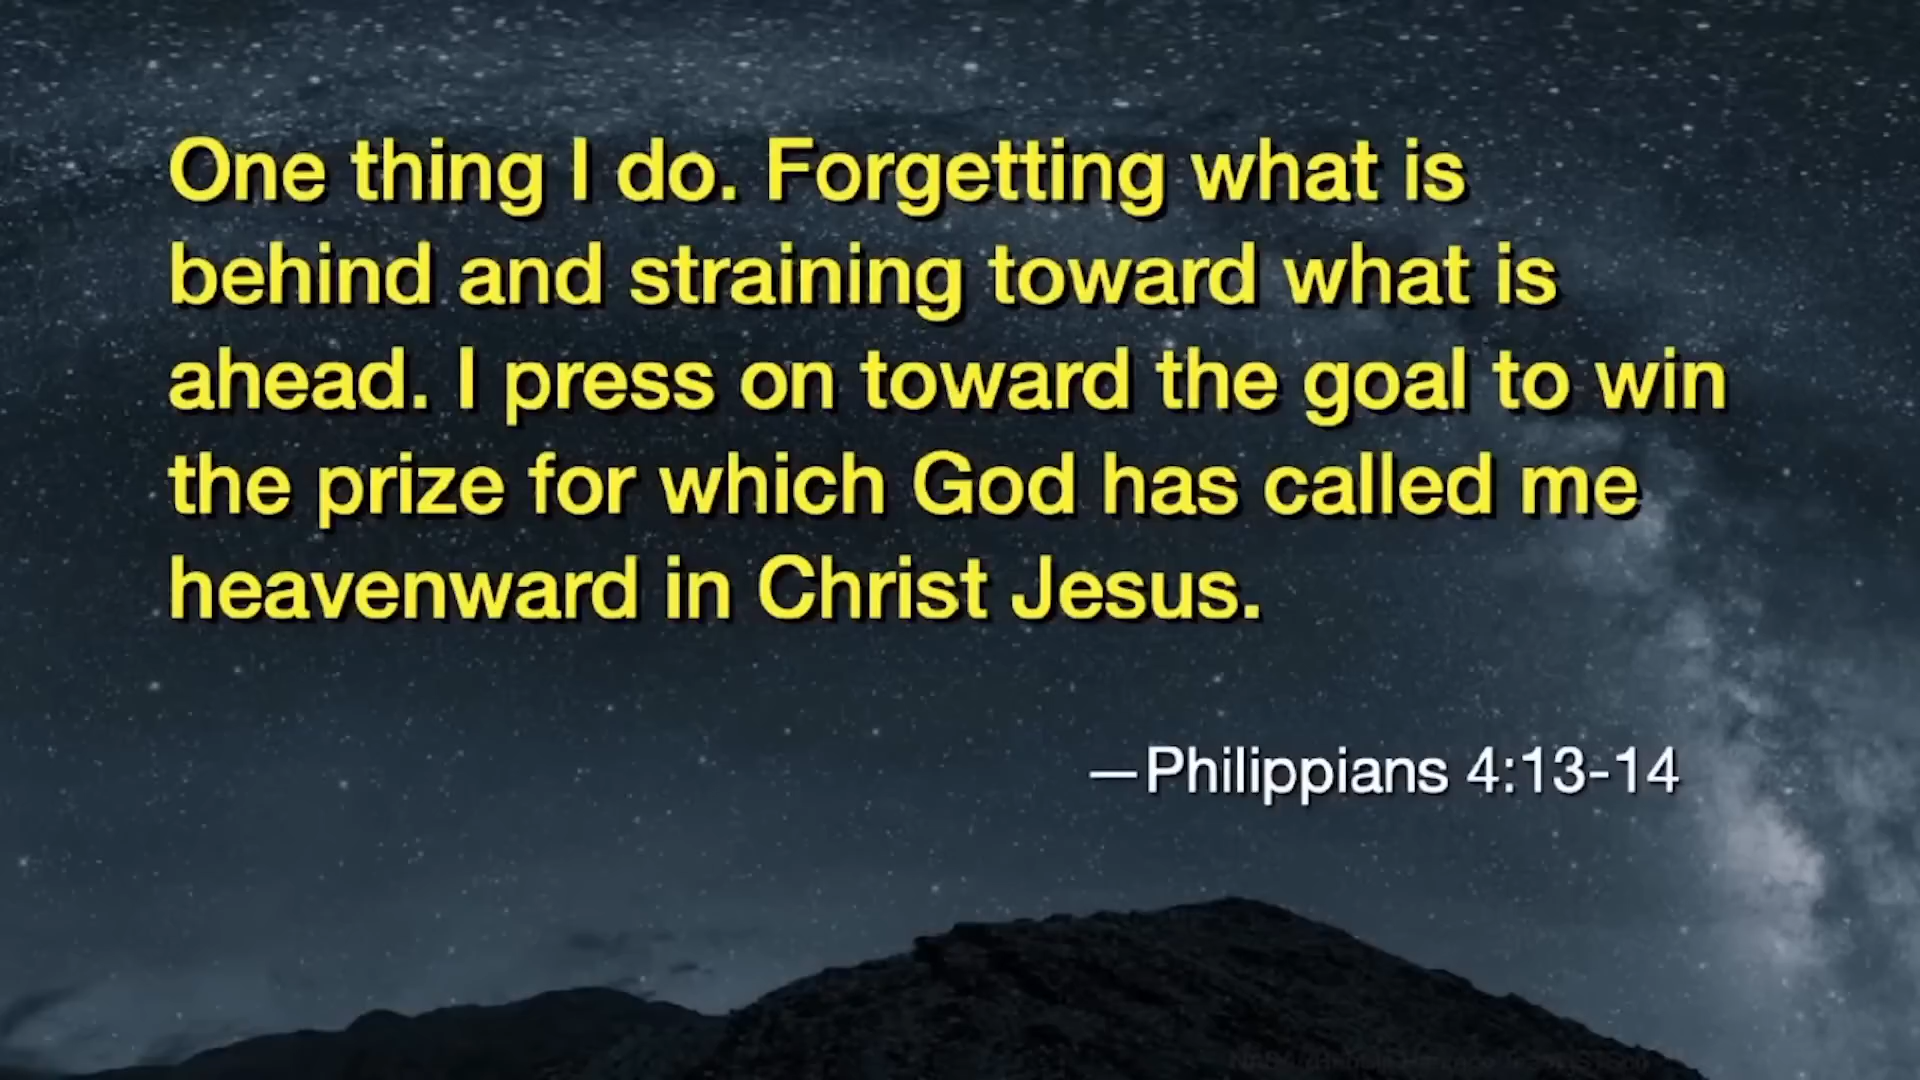 One thing I do. Forgetting what is
behind and straining toward what is
ahead. I press on toward the goal to win
the prize for which God has called me
heavenward in Christ Jesus.
—Philippians 4:13-14